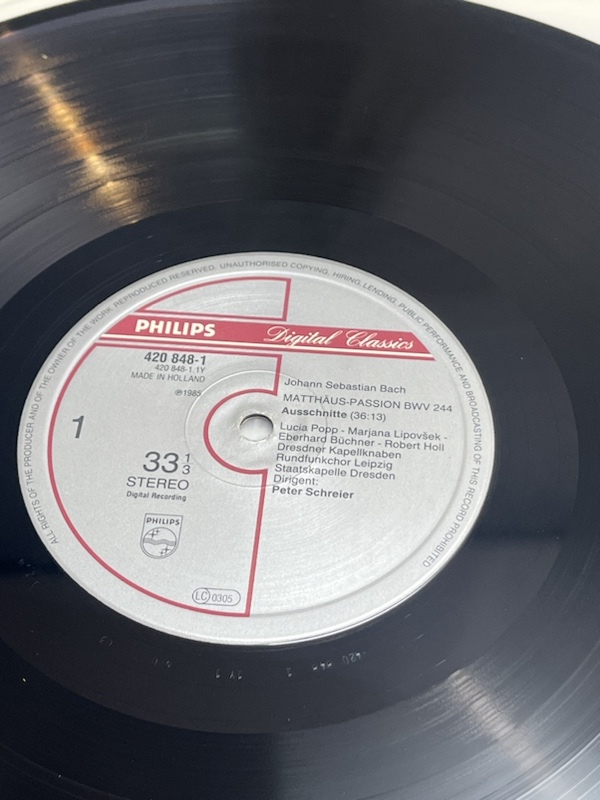 ALL RIGHTS OF THE PRODUCER AND OF THE OWNER OF THE WORK REPRODUCED RESERVED. UNAUTHORISED COPYING, HIRING, LENDING, PUBLIC PERFORMANCE AND BROADCASTING OF THIS RECORD PROHIBITED
PHILIPS Digital Classics
420 848-1
420 848-1.1Y
MADE IN HOLLAND
℗1985
1
33 1/3
STEREO
Digital Recording
PHILIPS
LC 0305
Johann Sebastian Bach
MATTHÄUS-PASSION BWV 244
Ausschnitte (36:13)
Lucia Popp - Marjana Lipovšek -
Eberhard Büchner - Robert Holl
Dresdner Kapellknaben
Rundfunkchor Leipzig
Staatskapelle Dresden
Dirigent:
Peter Schreier